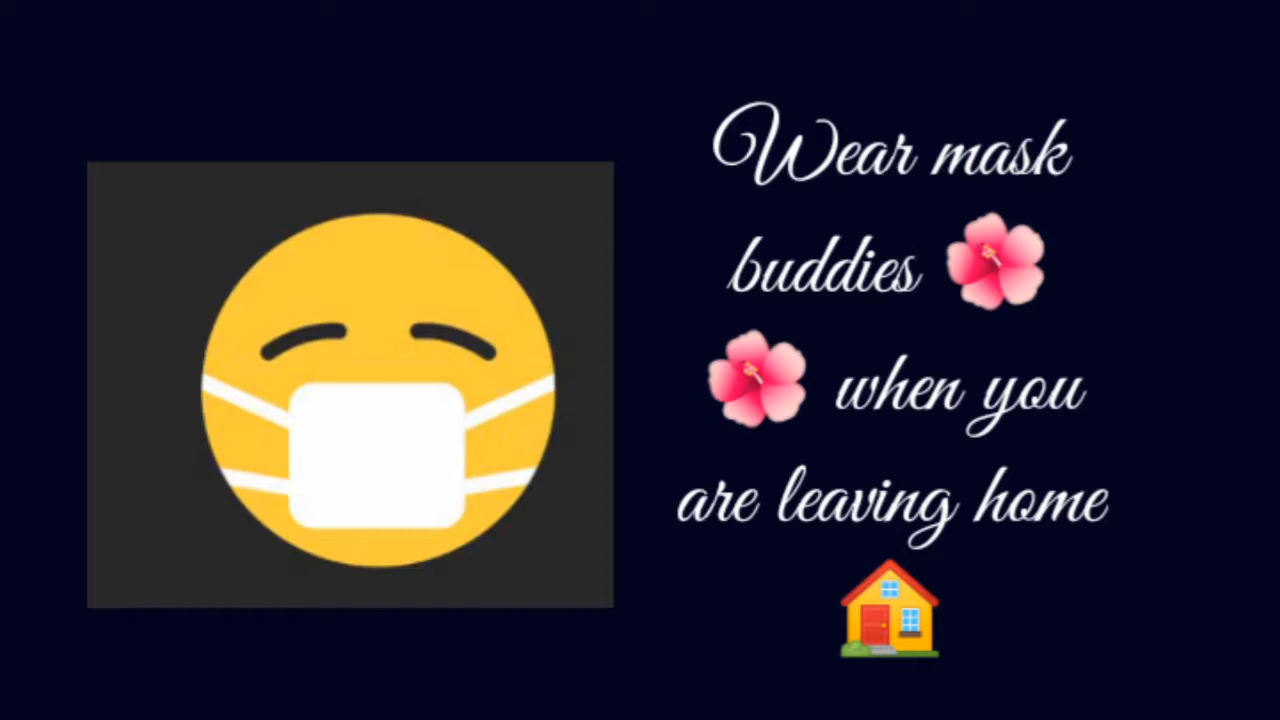 Wear mask
buddies 🌺
🌺 when you
are leaving home
🏠